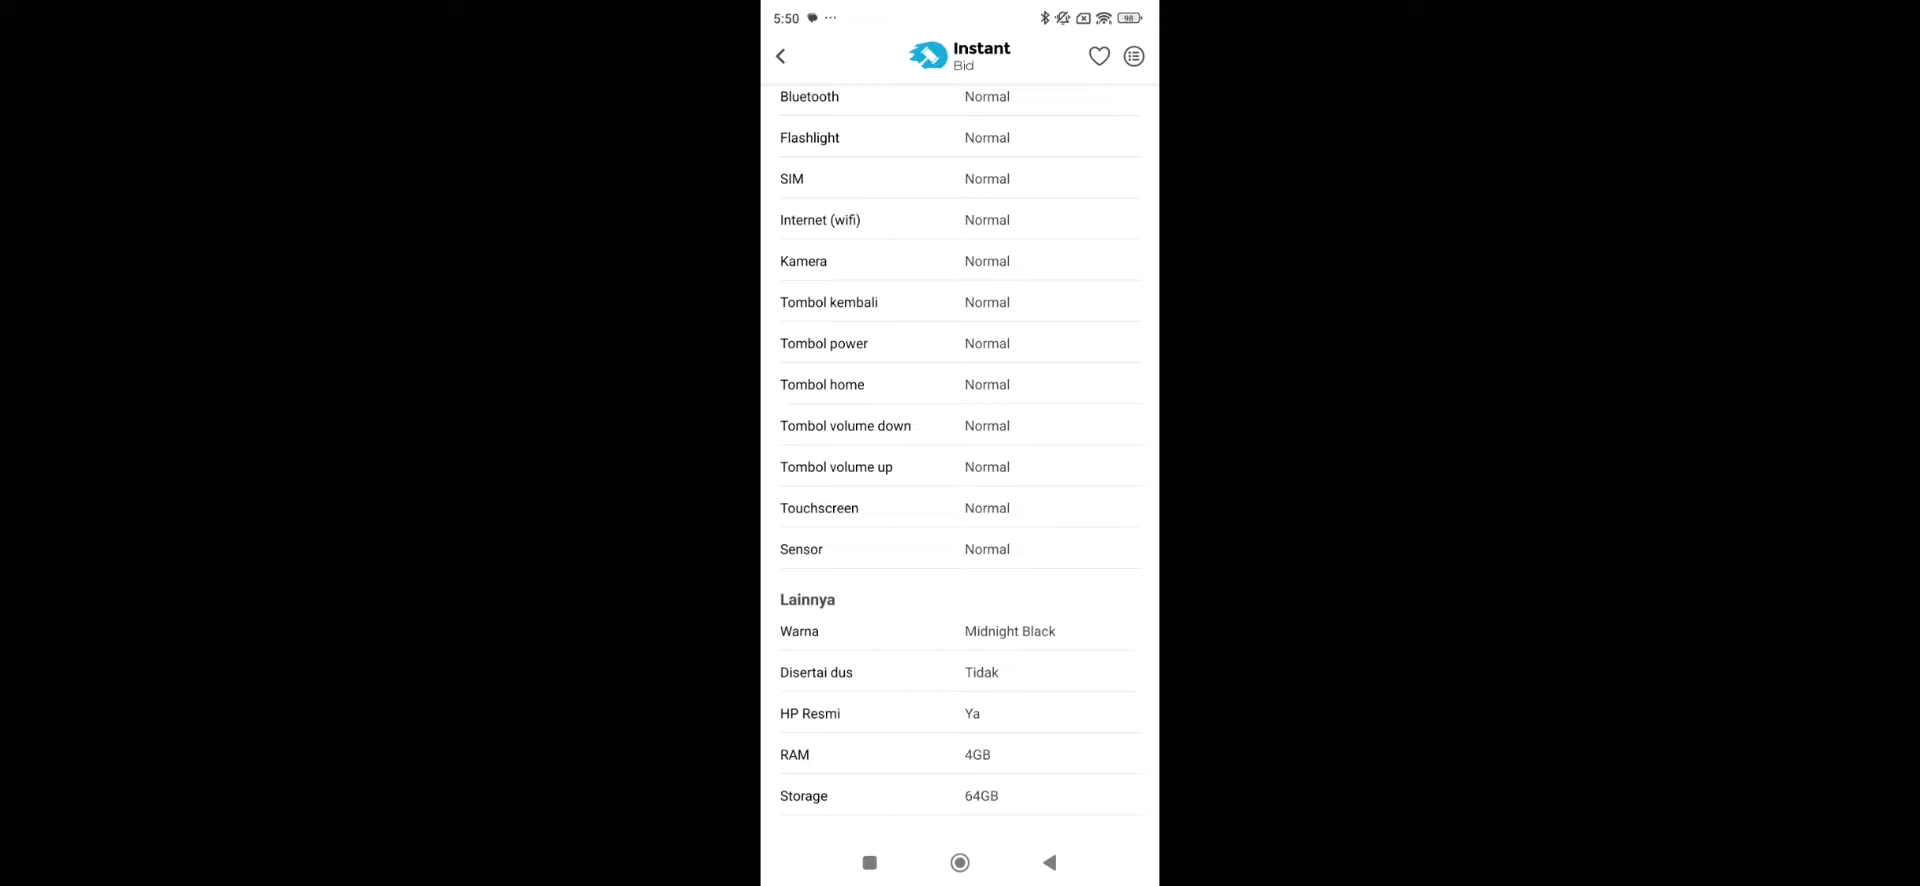 5:50
98
Instant
Bid
Bluetooth Normal
Flashlight Normal
SIM Normal
Internet (wifi) Normal
Kamera Normal
Tombol kembali Normal
Tombol power Normal
Tombol home Normal
Tombol volume down Normal
Tombol volume up Normal
Touchscreen Normal
Sensor Normal
Lainnya
Warna Midnight Black
Disertai dus Tidak
HP Resmi Ya
RAM 4GB
Storage 64GB